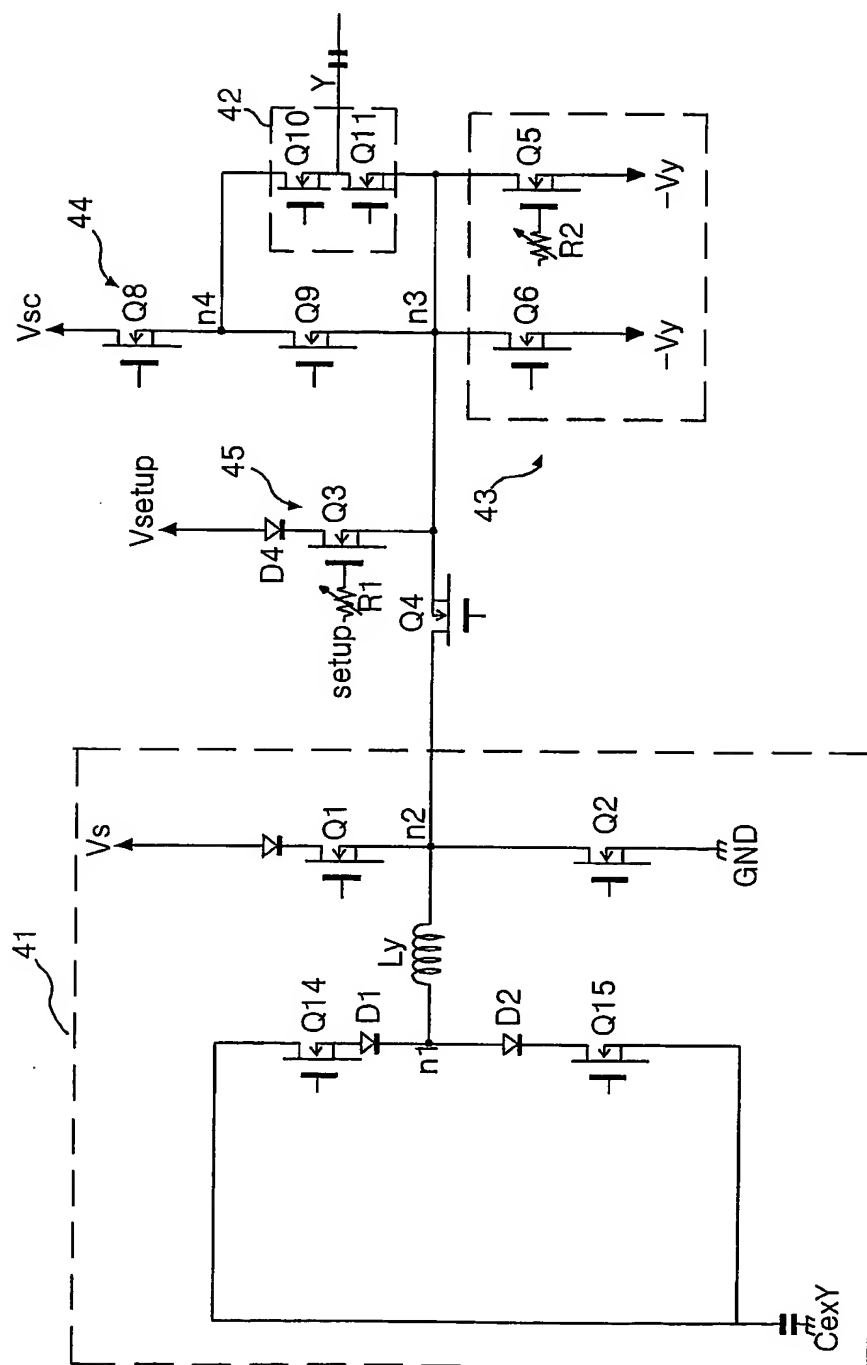 41
Vs
Q1
n2
Q2
GND
Ly
Q14
D1
n1
D2
Q15
CexY
Vsetup
D4
45
Q3
setup
R1
Q4
43
44
Vsc
Q8
n4
Q9
n3
Q6
-Vy
42
Q10
Y
Q11
Q5
R2
-Vy